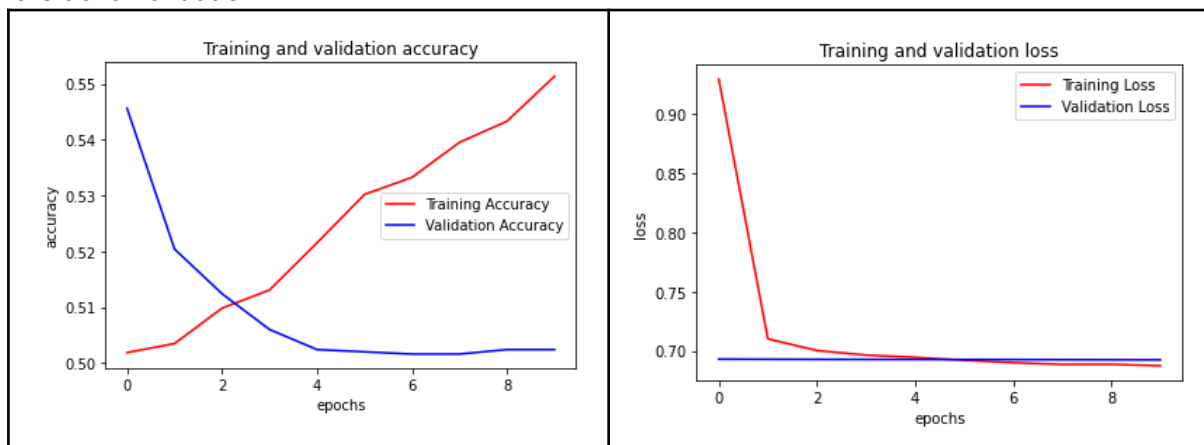 Training and validation accuracy
0.55
0.54
0.53
0.52
0.51
0.50
accuracy
Training Accuracy
Validation Accuracy
0 2 4 6 8
epochs
Training and validation loss
0.90
0.85
0.80
0.75
0.70
loss
Training Loss
Validation Loss
0 2 4 6 8
epochs